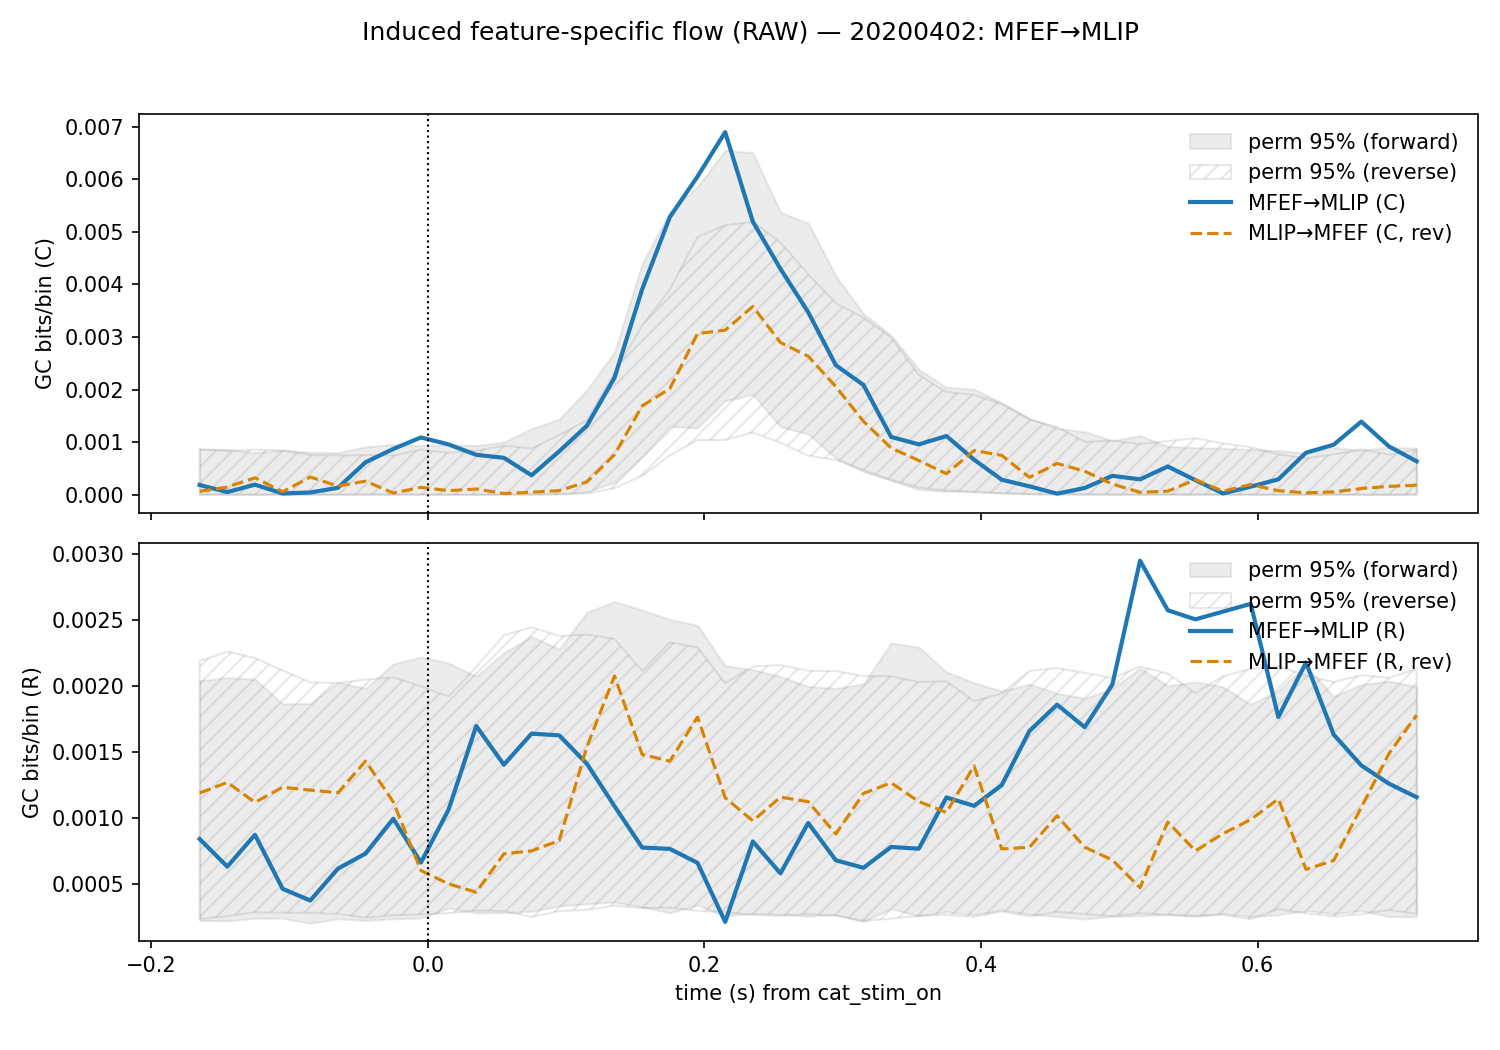 Induced feature-specific flow (RAW) — 20200402: MFEF→MLIP
0.007
0.006
0.005
0.004
0.003
0.002
0.001
0.000
GC bits/bin (C)
perm 95% (forward)
perm 95% (reverse)
MFEF→MLIP (C)
MLIP→MFEF (C, rev)
0.0030
0.0025
0.0020
0.0015
0.0010
0.0005
GC bits/bin (R)
perm 95% (forward)
perm 95% (reverse)
MFEF→MLIP (R)
MLIP→MFEF (R, rev)
−0.2
0.0
0.2
0.4
0.6
time (s) from cat_stim_on